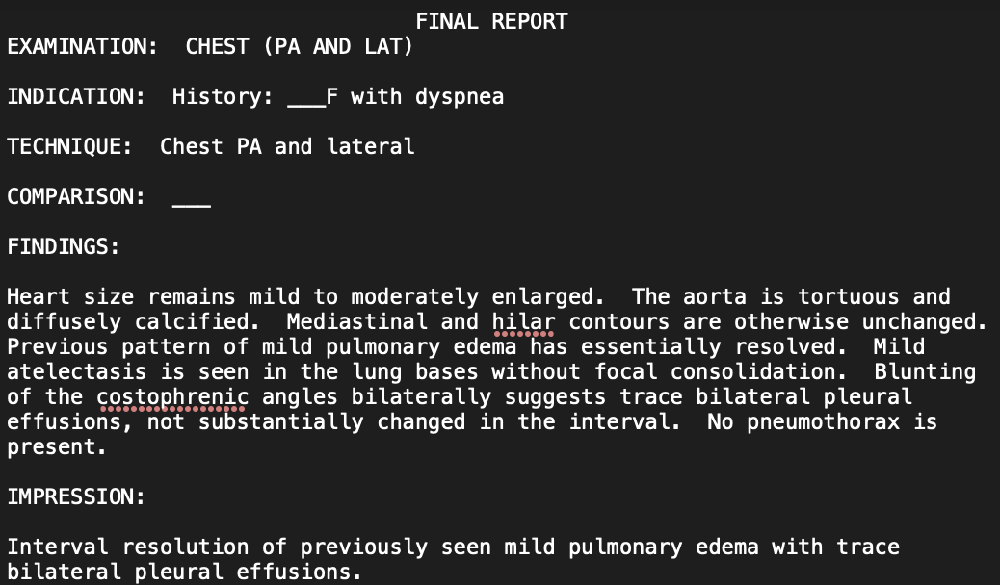 FINAL REPORT
EXAMINATION:  CHEST (PA AND LAT)
INDICATION:  History: ___F with dyspnea
TECHNIQUE:  Chest PA and lateral
COMPARISON:  ___
FINDINGS:
Heart size remains mild to moderately enlarged.  The aorta is tortuous and
diffusely calcified.  Mediastinal and hilar contours are otherwise unchanged.
Previous pattern of mild pulmonary edema has essentially resolved.  Mild
atelectasis is seen in the lung bases without focal consolidation.  Blunting
of the costophrenic angles bilaterally suggests trace bilateral pleural
effusions, not substantially changed in the interval.  No pneumothorax is
present.
IMPRESSION:
Interval resolution of previously seen mild pulmonary edema with trace
bilateral pleural effusions.